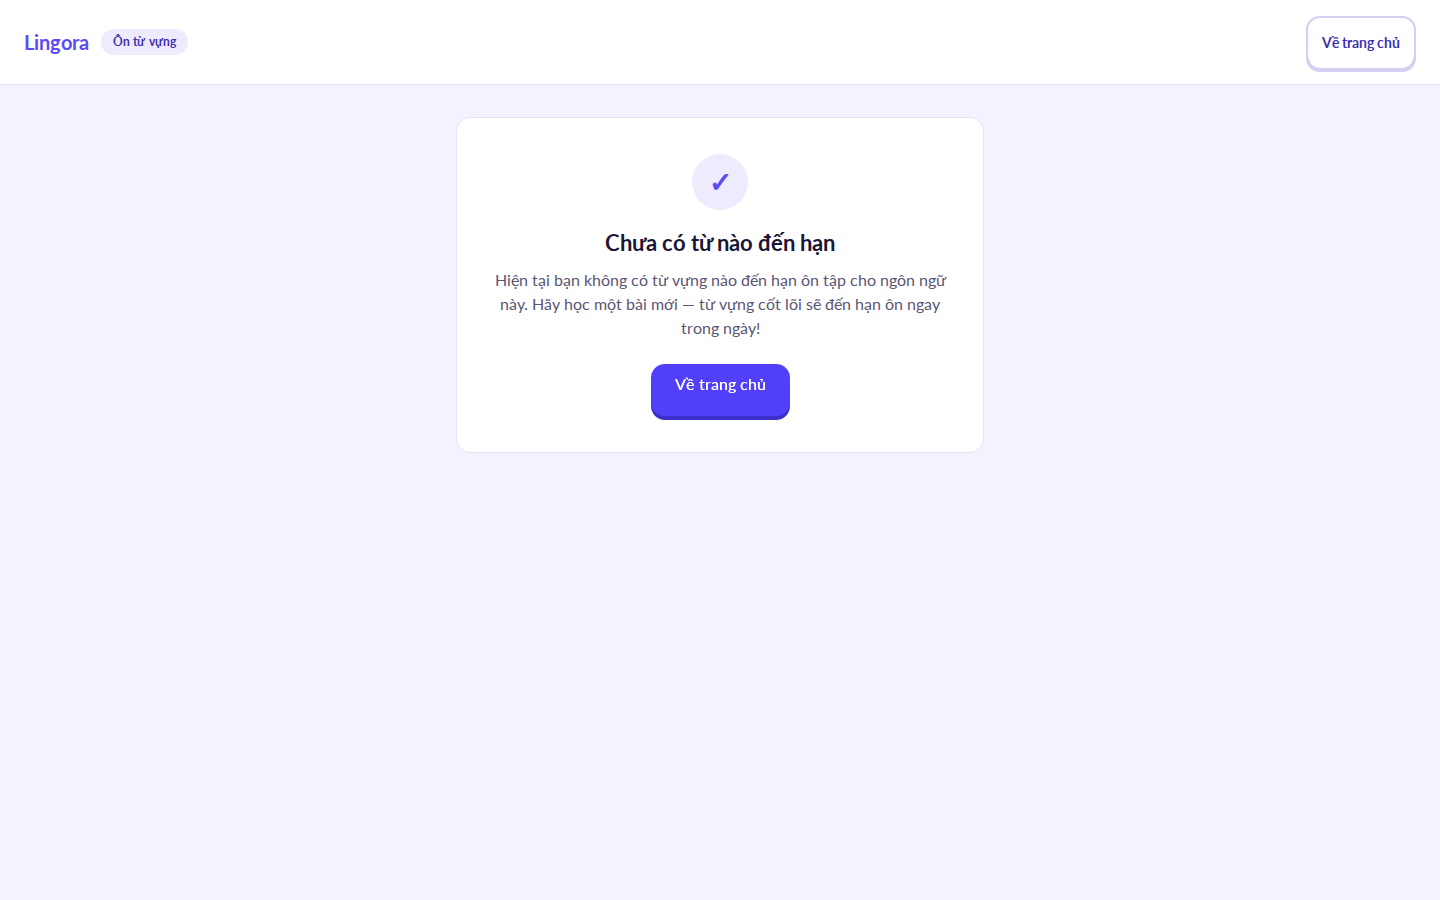 Lingora
Ôn từ vựng
Về trang chủ
✓
Chưa có từ nào đến hạn
Hiện tại bạn không có từ vựng nào đến hạn ôn tập cho ngôn ngữ
này. Hãy học một bài mới — từ vựng cốt lõi sẽ đến hạn ôn ngay
trong ngày!
Về trang chủ